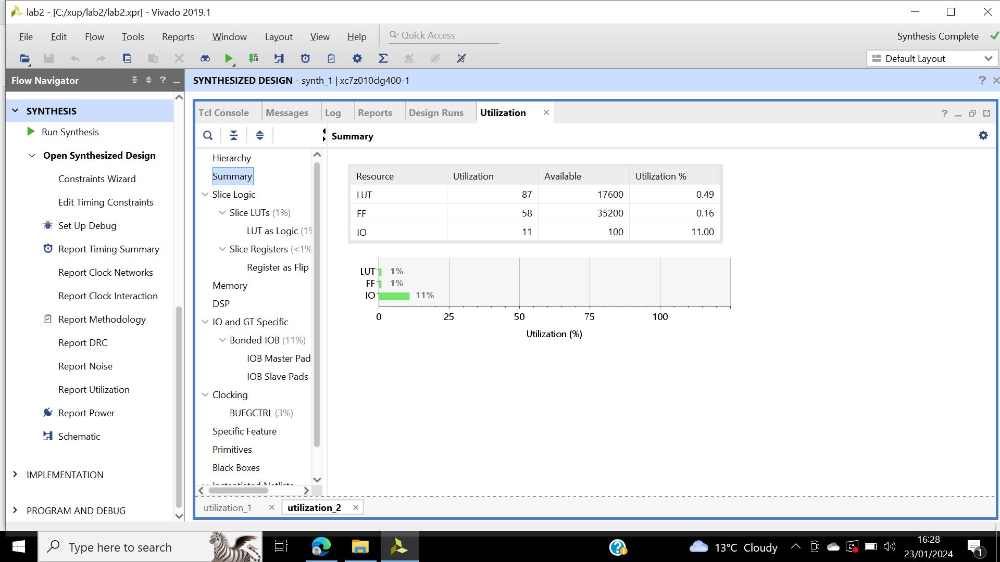 lab2 - [C:/xup/lab2/lab2.xpr] - Vivado 2019.1
File Edit Flow Tools Reports Window Layout View Help Quick Access Synthesis Complete
Default Layout
Flow Navigator ? SYNTHESIZED DESIGN - synth_1 | xc7z010clg400-1 ?
SYNTHESIS
Run Synthesis
Open Synthesized Design
Constraints Wizard
Edit Timing Constraints
Set Up Debug
Report Timing Summary
Report Clock Networks
Report Clock Interaction
Report Methodology
Report DRC
Report Noise
Report Utilization
Report Power
Schematic
IMPLEMENTATION
PROGRAM AND DEBUG
Tcl Console Messages Log Reports Design Runs Utilization ?
Summary
Hierarchy
Summary
Slice Logic
Slice LUTs (1%)
LUT as Logic (1%
Slice Registers (<1%
Register as Flip
Memory
DSP
IO and GT Specific
Bonded IOB (11%)
IOB Master Pad
IOB Slave Pads
Clocking
BUFGCTRL (3%)
Specific Feature
Primitives
Black Boxes
Resource Utilization Available Utilization %
LUT 87 17600 0.49
FF 58 35200 0.16
IO 11 100 11.00
LUT 1%
FF 1%
IO 11%
0 25 50 75 100
Utilization (%)
utilization_1 utilization_2
Type here to search
13°C Cloudy
16:28
23/01/2024
1